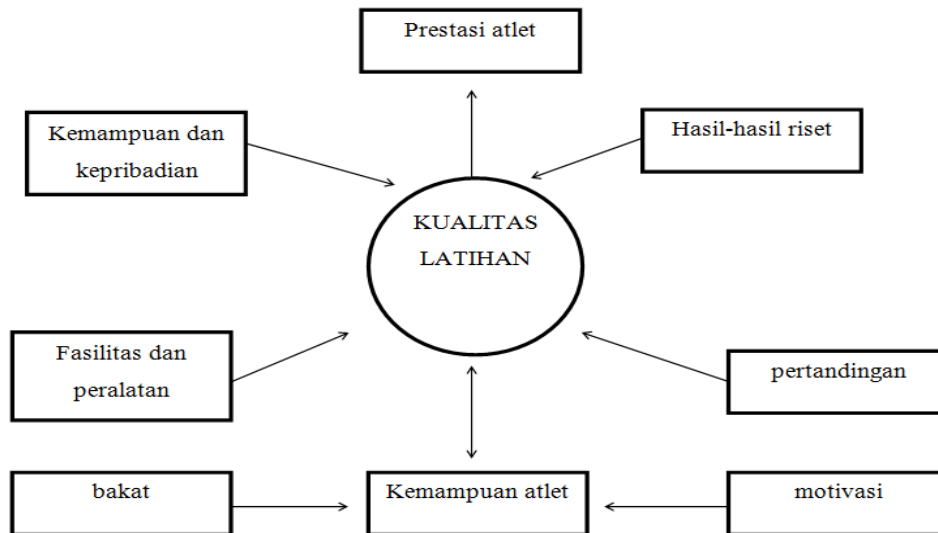 Prestasi atlet
Kemampuan dan
kepribadian
Hasil-hasil riset
KUALITAS
LATIHAN
Fasilitas dan
peralatan
pertandingan
bakat
Kemampuan atlet
motivasi